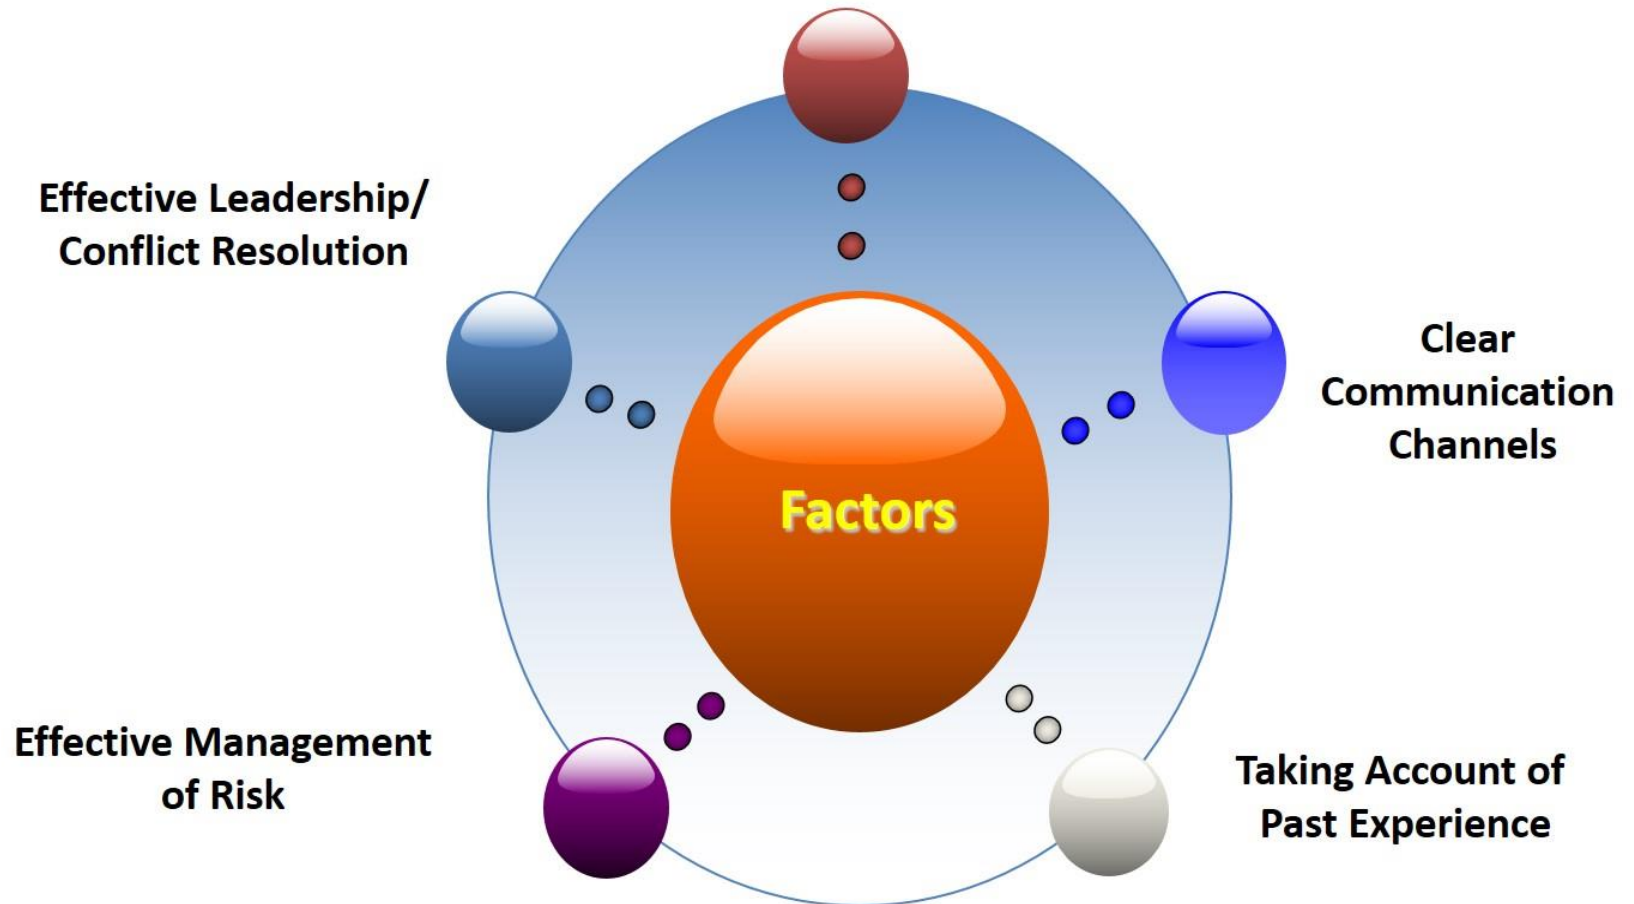 Effective Leadership/
Conflict Resolution
Clear
Communication
Channels
Factors
Effective Management
of Risk
Taking Account of
Past Experience